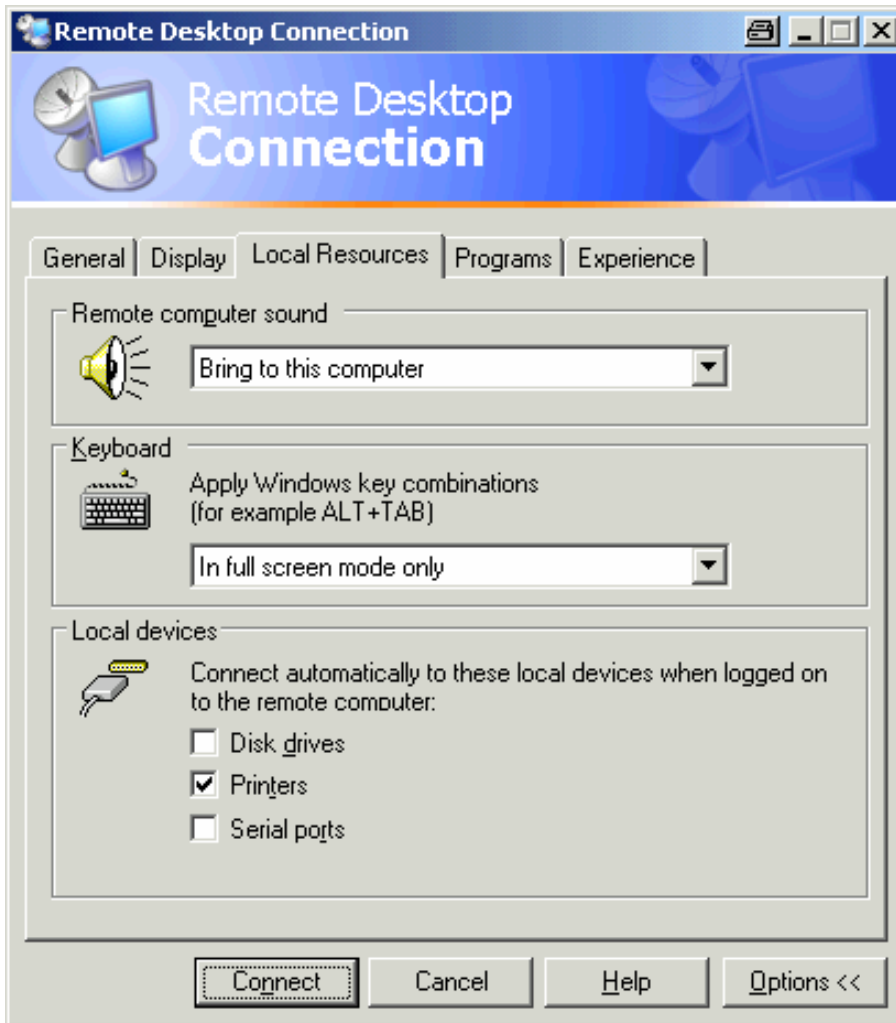 Remote Desktop Connection
Remote Desktop
Connection
General Display Local Resources Programs Experience
Remote computer sound
Bring to this computer
Keyboard
Apply Windows key combinations
(for example ALT+TAB)
In full screen mode only
Local devices
Connect automatically to these local devices when logged on
to the remote computer:
Disk drives
Printers
Serial ports
Connect Cancel Help Options <<